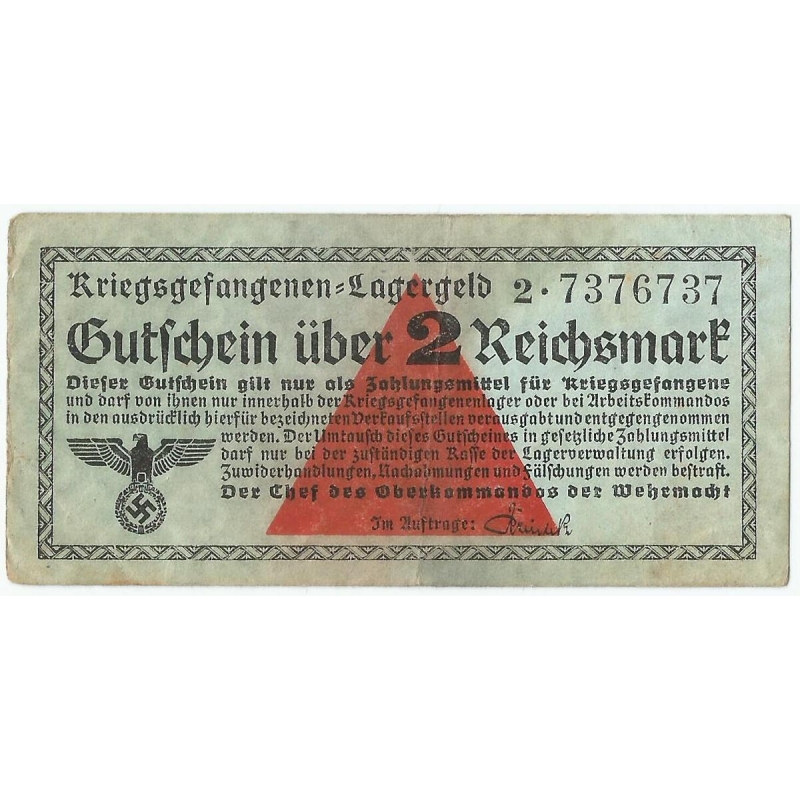 Kriegsgefangenen=Lagergeld 2·7376737
Gutschein über 2 Reichsmark
Dieser Gutschein gilt nur als Zahlungsmittel für Kriegsgefangene
und darf von ihnen nur innerhalb der Kriegsgefangenenlager oder bei Arbeitskommandos
in den ausdrücklich hierfür bezeichneten Verkaufsstellen verausgabt und entgegengenommen
werden. Der Umtausch dieses Gutscheines in gesetzliche Zahlungsmittel
darf nur bei der zuständigen Kasse der Lagerverwaltung erfolgen.
Zuwiderhandlungen, Nachahmungen und Fälschungen werden bestraft.
Der Chef des Oberkommandos der Wehrmacht
Im Auftrage: